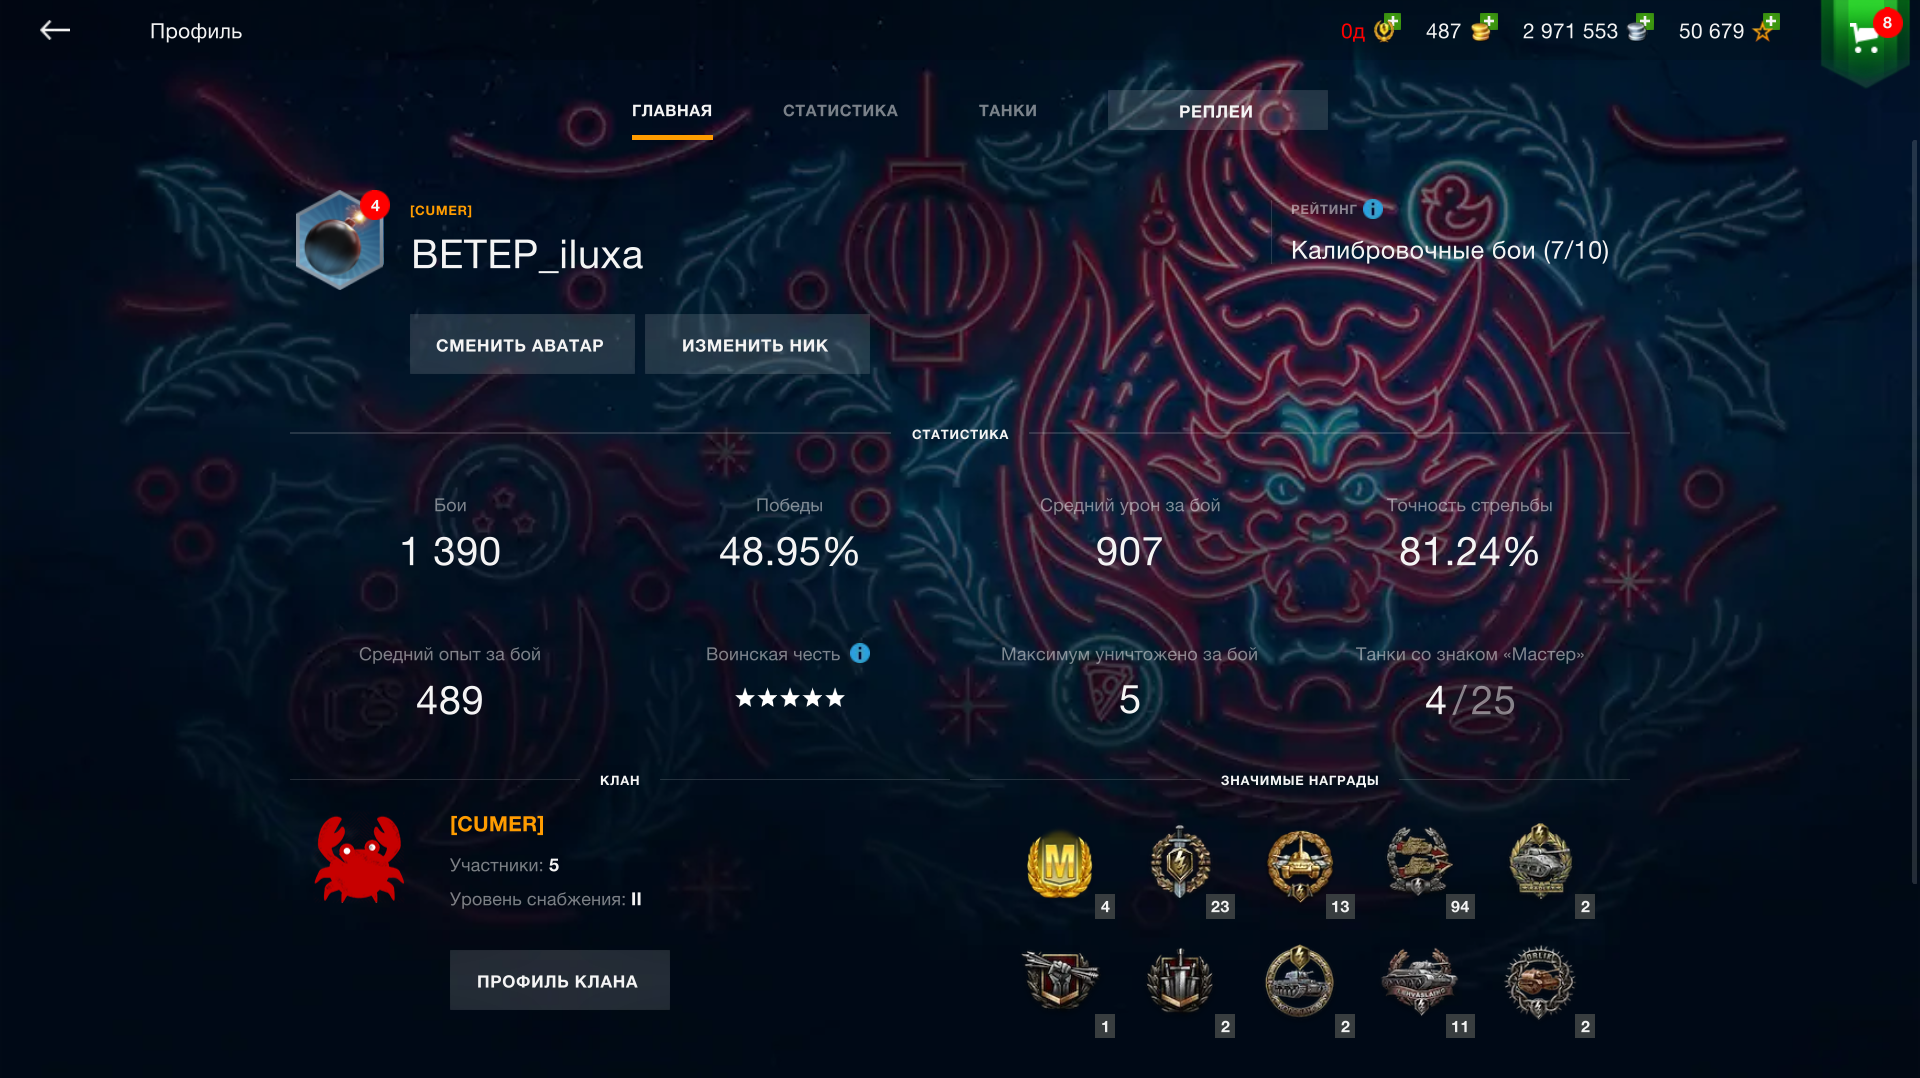 Профиль
0д
487
2 971 553
50 679
8
ГЛАВНАЯ
СТАТИСТИКА
ТАНКИ
РЕПЛЕИ
4
[CUMER]
BETEP_iluxa
РЕЙТИНГ
Калибровочные бои (7/10)
СМЕНИТЬ АВАТАР
ИЗМЕНИТЬ НИК
СТАТИСТИКА
Бои
1 390
Победы
48.95%
Средний урон за бой
907
Точность стрельбы
81.24%
Средний опыт за бой
489
Воинская честь
Максимум уничтожено за бой
5
Танки со знаком «Мастер»
4/25
КЛАН
[CUMER]
Участники: 5
Уровень снабжения: II
ПРОФИЛЬ КЛАНА
ЗНАЧИМЫЕ НАГРАДЫ
M
4
23
13
94
2
1
2
2
11
2